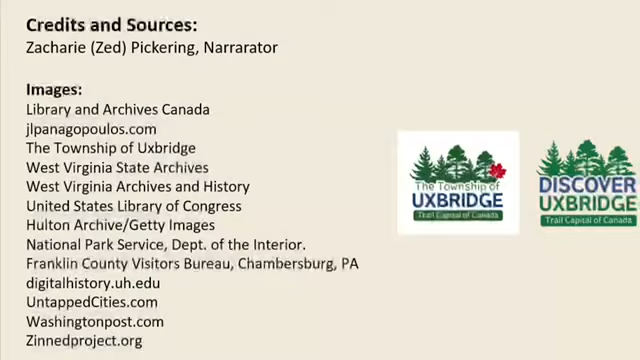 Credits and Sources:
Zacharie (Zed) Pickering, Narrarator
Images:
Library and Archives Canada
jlpanagopoulos.com
The Township of Uxbridge
West Virginia State Archives
West Virginia Archives and History
United States Library of Congress
Hulton Archive/Getty Images
National Park Service, Dept. of the Interior.
Franklin County Visitors Bureau, Chambersburg, PA
digitalhistory.uh.edu
UntappedCities.com
Washingtonpost.com
Zinnedproject.org
The Township of
UXBRIDGE
Trail Capital of Canada
DISCOVER
UXBRIDGE
Trail Capital of Canada